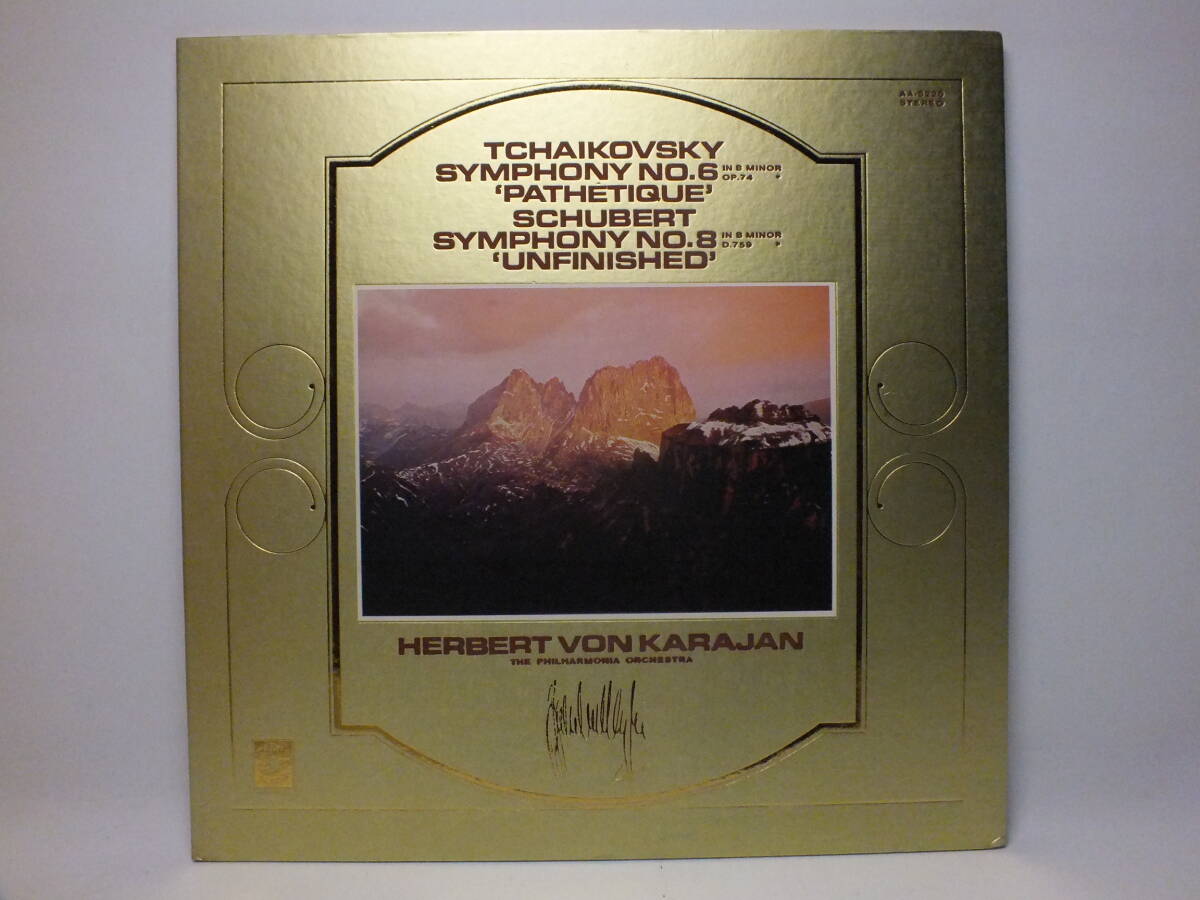 AA-5225
STEREO
TCHAIKOVSKY
SYMPHONY NO.6 IN B MINOR OP.74
‘PATHÉTIQUE’
SCHUBERT
SYMPHONY NO.8 IN B MINOR D.759
‘UNFINISHED’
HERBERT VON KARAJAN
THE PHILHARMONIA ORCHESTRA